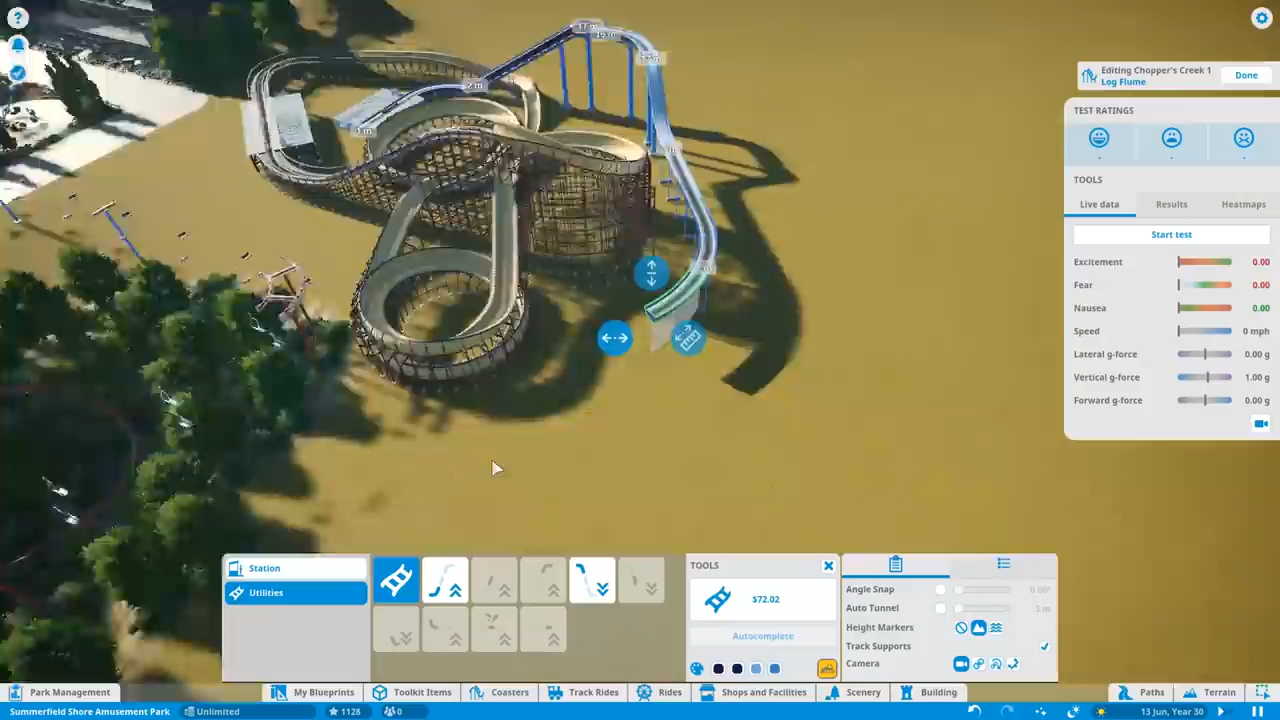 ?
17 m
2 m
1 m
Editing Chopper's Creek 1
Log Flume
Done
TEST RATINGS
-
-
-
TOOLS
Live data
Results
Heatmaps
Start test
Excitement
0.00
Fear
0.00
Nausea
0.00
Speed
0 mph
Lateral g-force
0.00 g
Vertical g-force
1.00 g
Forward g-force
0.00 g
Station
Utilities
TOOLS
$72.02
Autocomplete
Angle Snap
0.00°
Auto Tunnel
2 m
Height Markers
Track Supports
Camera
Park Management
My Blueprints
Toolkit Items
Coasters
Track Rides
Rides
Shops and Facilities
Scenery
Building
Paths
Terrain
Summerfield Shore Amusement Park
Unlimited
1128
0
13 Jun, Year 30